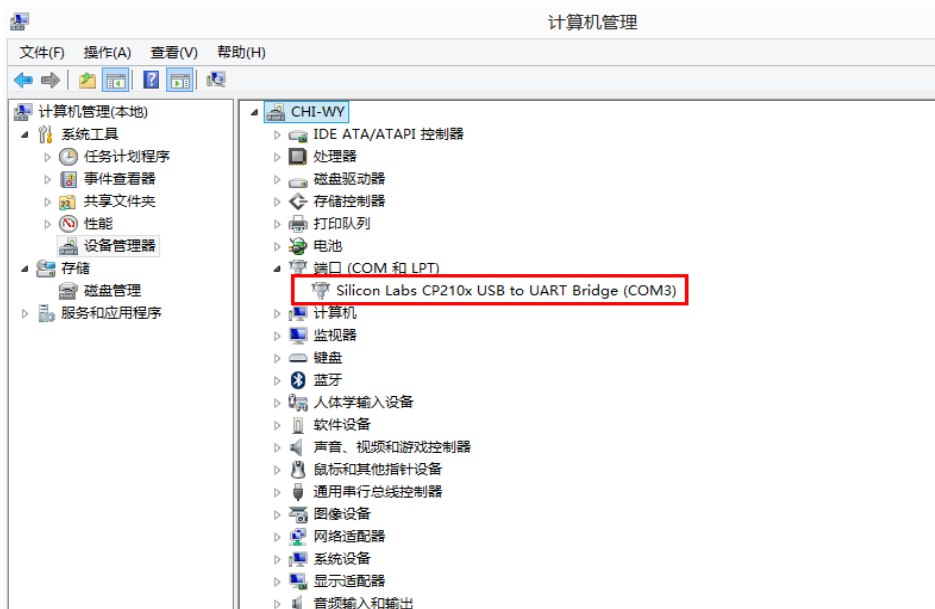 计算机管理
文件(F) 操作(A) 查看(V) 帮助(H)
计算机管理(本地)
系统工具
任务计划程序
事件查看器
共享文件夹
性能
设备管理器
存储
磁盘管理
服务和应用程序
CHI-WY
IDE ATA/ATAPI 控制器
处理器
磁盘驱动器
存储控制器
打印队列
电池
端口 (COM 和 LPT)
Silicon Labs CP210x USB to UART Bridge (COM3)
计算机
监视器
键盘
蓝牙
人体学输入设备
软件设备
声音、视频和游戏控制器
鼠标和其他指针设备
通用串行总线控制器
图像设备
网络适配器
系统设备
显示适配器
音频输入和输出